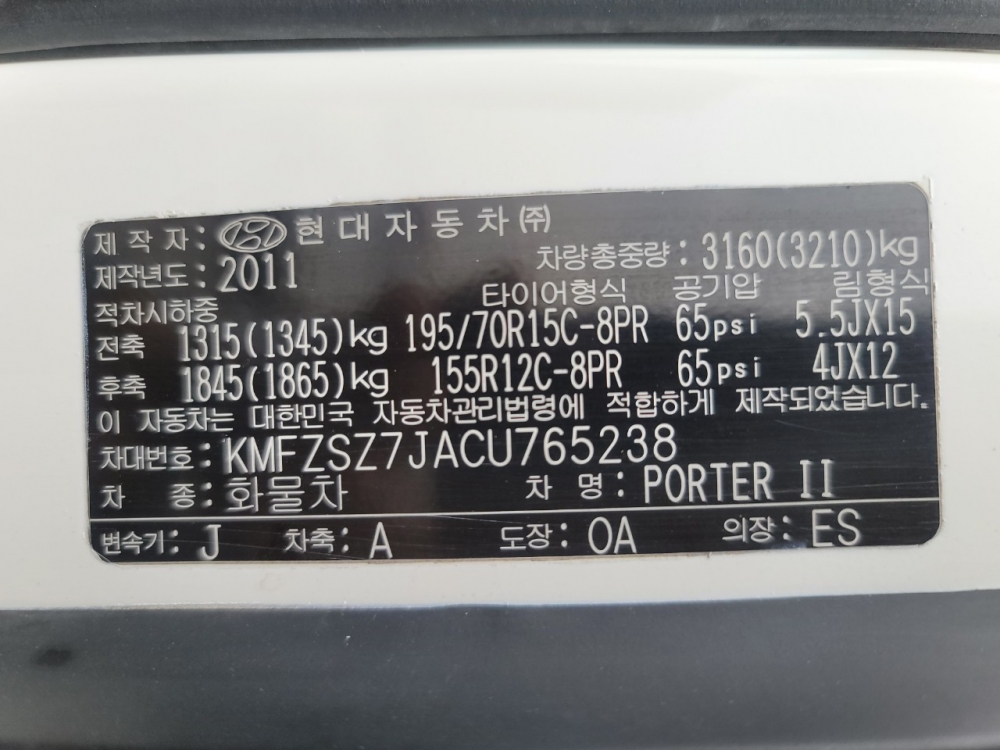 제 작 자 : 현대자동차㈜
제작년도 : 2011 차량총중량 : 3160(3210)kg
적차시하중 타이어형식 공기압 림형식
전축 1315(1345)kg 195/70R15C-8PR 65psi 5.5JX15
후축 1845(1865)kg 155R12C-8PR 65psi 4JX12
이 자동차는 대한민국 자동차관리법령에 적합하게 제작되었습니다.
차대번호 : KMFZSZ7JACU765238
차 종 : 화물차 차 명 : PORTER II
변속기 : J 차축 : A 도장 : OA 의장 : ES